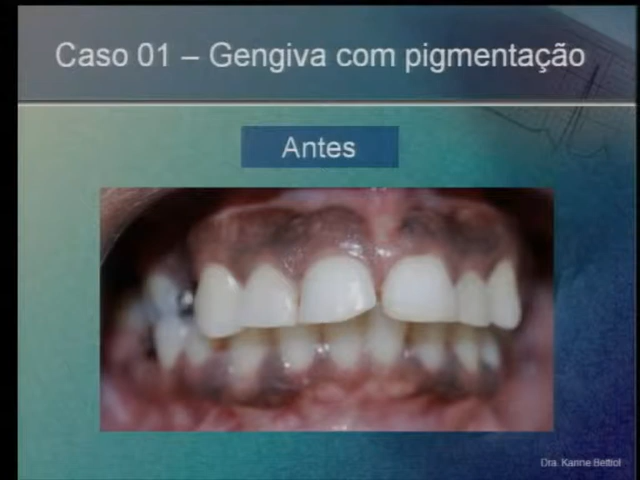 Caso 01 – Gengiva com pigmentação
Antes
Dra. Karine Bettiol